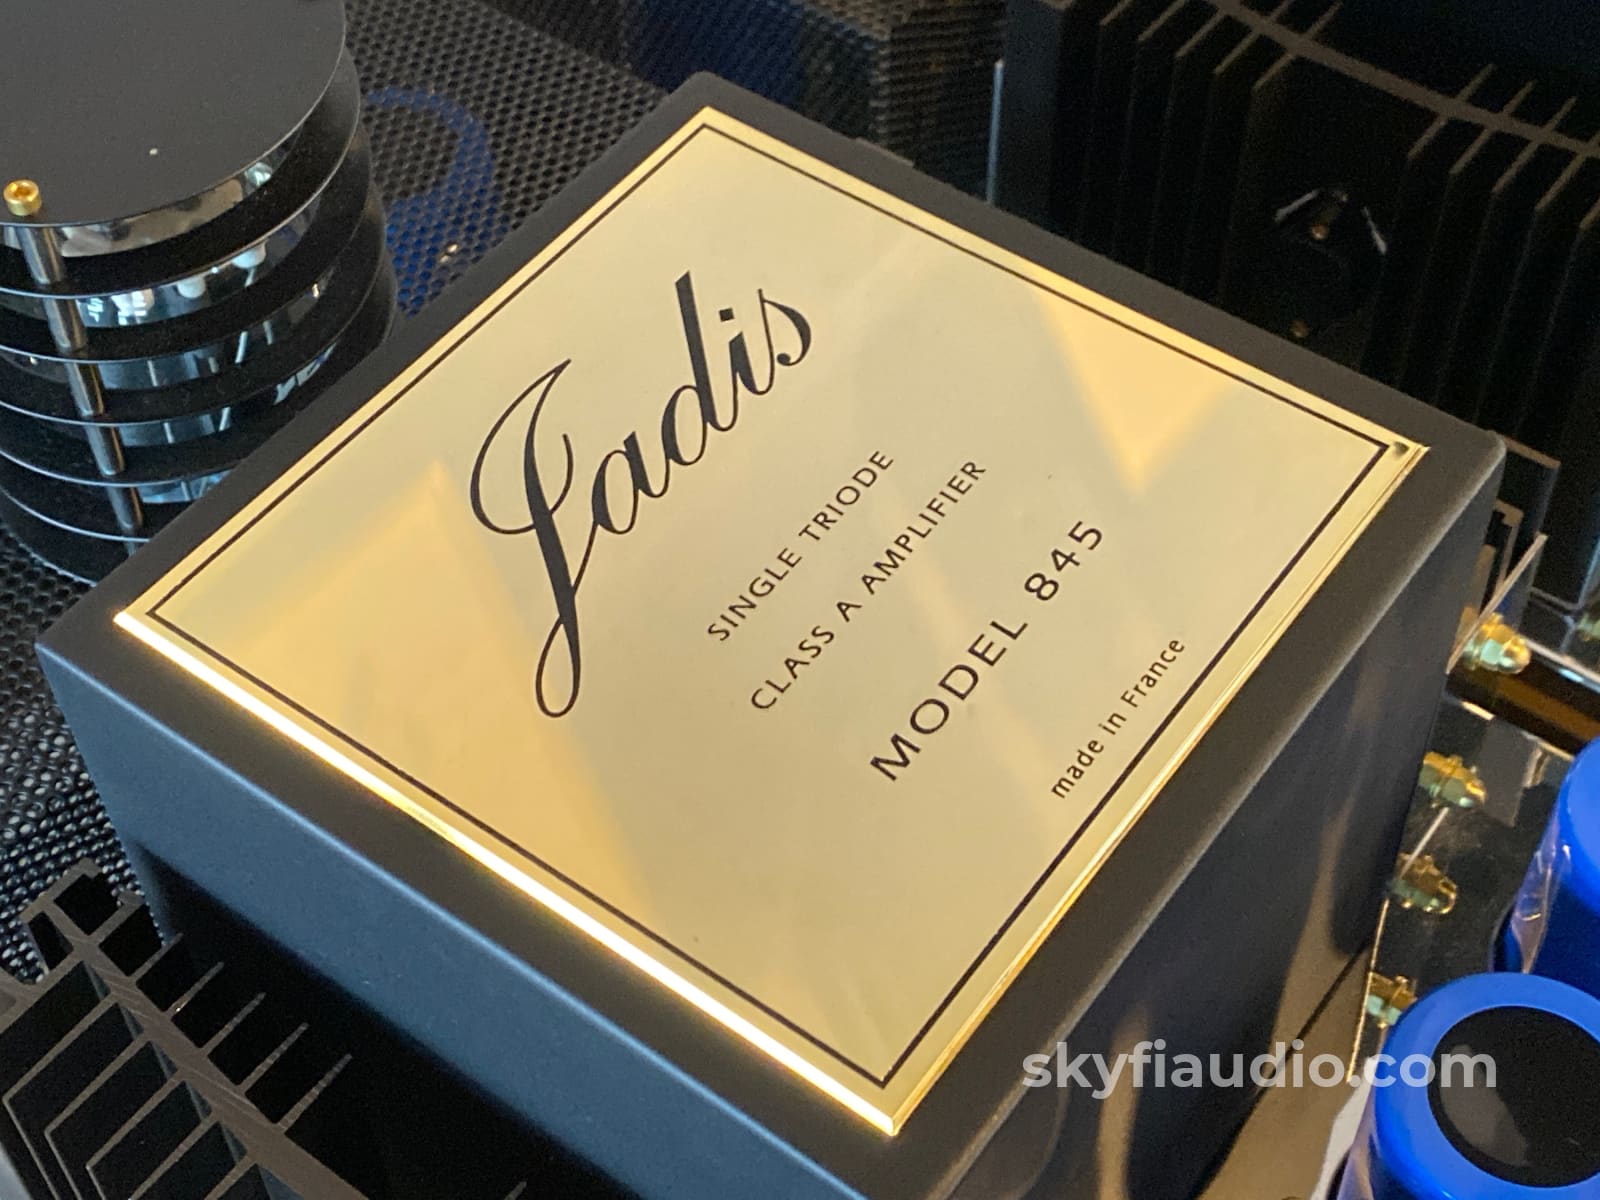 Jadis
SINGLE TRIODE
CLASS A AMPLIFIER
MODEL 845
made in France
skyfiaudio.com